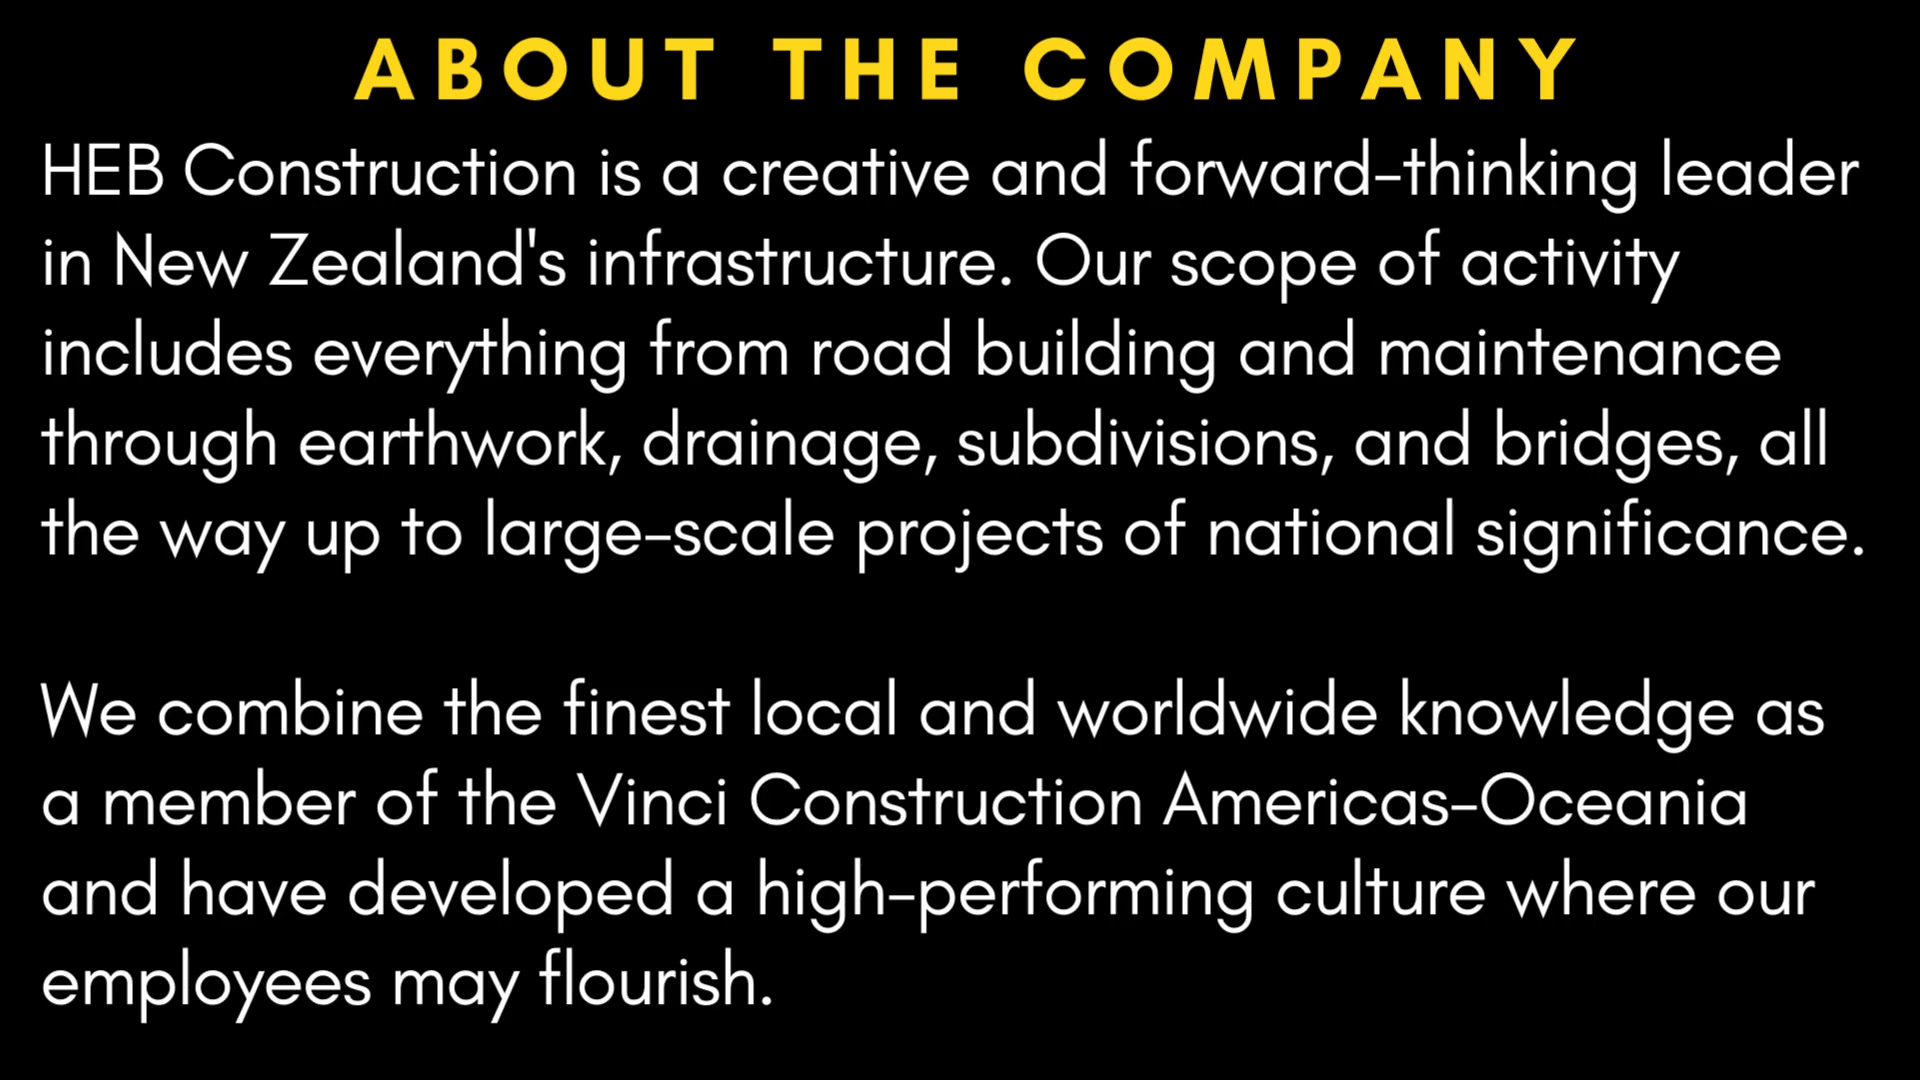 ABOUT THE COMPANY
HEB Construction is a creative and forward-thinking leader
in New Zealand's infrastructure. Our scope of activity
includes everything from road building and maintenance
through earthwork, drainage, subdivisions, and bridges, all
the way up to large-scale projects of national significance.
We combine the finest local and worldwide knowledge as
a member of the Vinci Construction Americas-Oceania
and have developed a high-performing culture where our
employees may flourish.